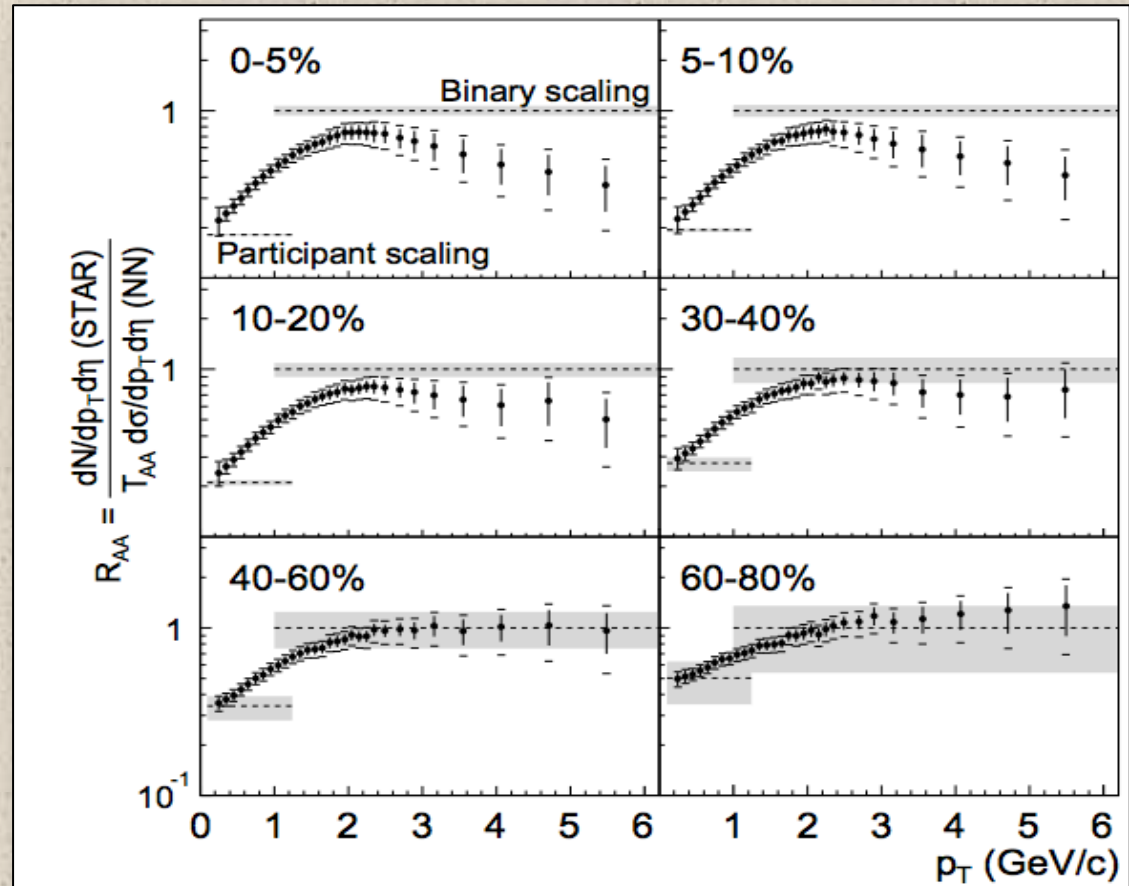 0-5%
5-10%
Binary scaling
1
Participant scaling
10-20%
30-40%
1
40-60%
60-80%
1
10⁻¹
0 1 2 3 4 5 6 1 2 3 4 5 6
p_T (GeV/c)
R_AA = dN/dp_T dη (STAR)
T_AA dσ/dp_T dη (NN)